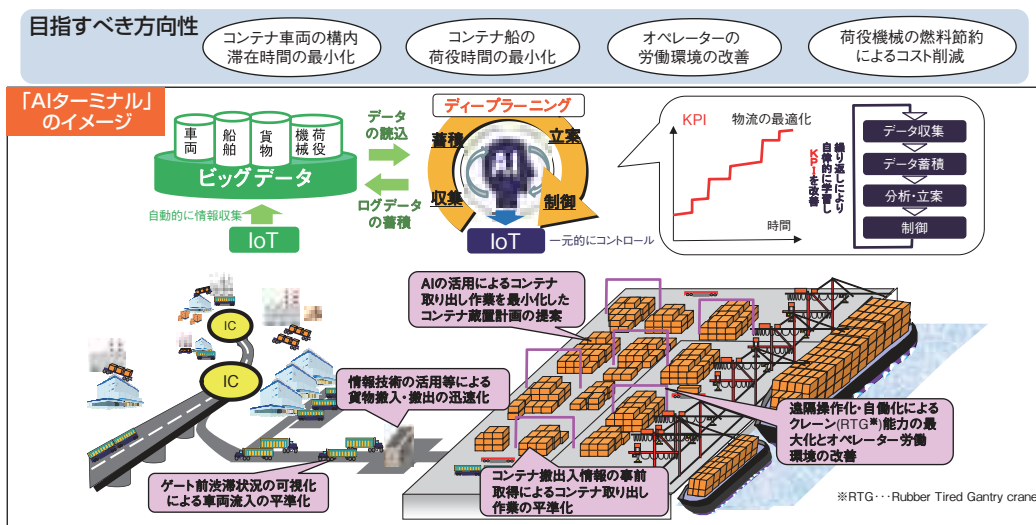 目指すべき方向性
コンテナ車両の構内
滞在時間の最小化
コンテナ船の
荷役時間の最小化
オペレーターの
労働環境の改善
荷役機械の燃料節約
によるコスト削減
「AIターミナル」
のイメージ
車両
船舶
貨物
荷役
機械
ビッグデータ
自動的に情報収集
IoT
データ
の読込
ログデータ
の蓄積
ディープラーニング
蓄積
立案
収集
制御
AI
IoT
一元的にコントロール
KPI
物流の最適化
時間
繰り返しにより
自律的に学習し
KPIを改善
データ収集
データ蓄積
分析・立案
制御
IC
IC
AIの活用によるコンテナ
取り出し作業を最小化した
コンテナ蔵置計画の提案
情報技術の活用等による
貨物搬入・搬出の迅速化
ゲート前渋滞状況の可視化
による車両流入の平準化
コンテナ搬出入情報の事前
取得によるコンテナ取り出し
作業の平準化
遠隔操作化・自働化による
クレーン(RTG※)能力の最
大化とオペレーター労働
環境の改善
※RTG･･･Rubber Tired Gantry crane